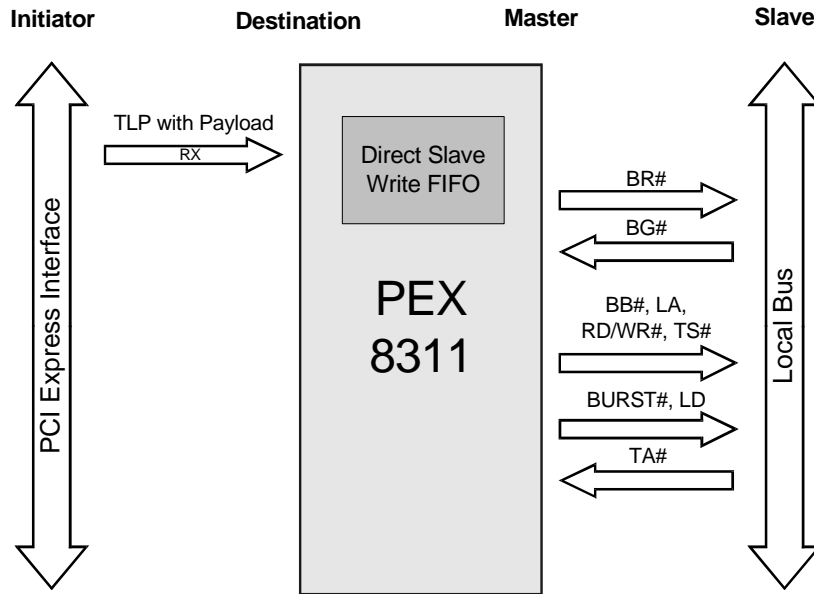 Initiator
Destination
Master
Slave
TLP with Payload
RX
Direct Slave
Write FIFO
BR#
BG#
PEX
8311
BB#, LA,
RD/WR#, TS#
BURST#, LD
TA#
PCI Express Interface
Local Bus